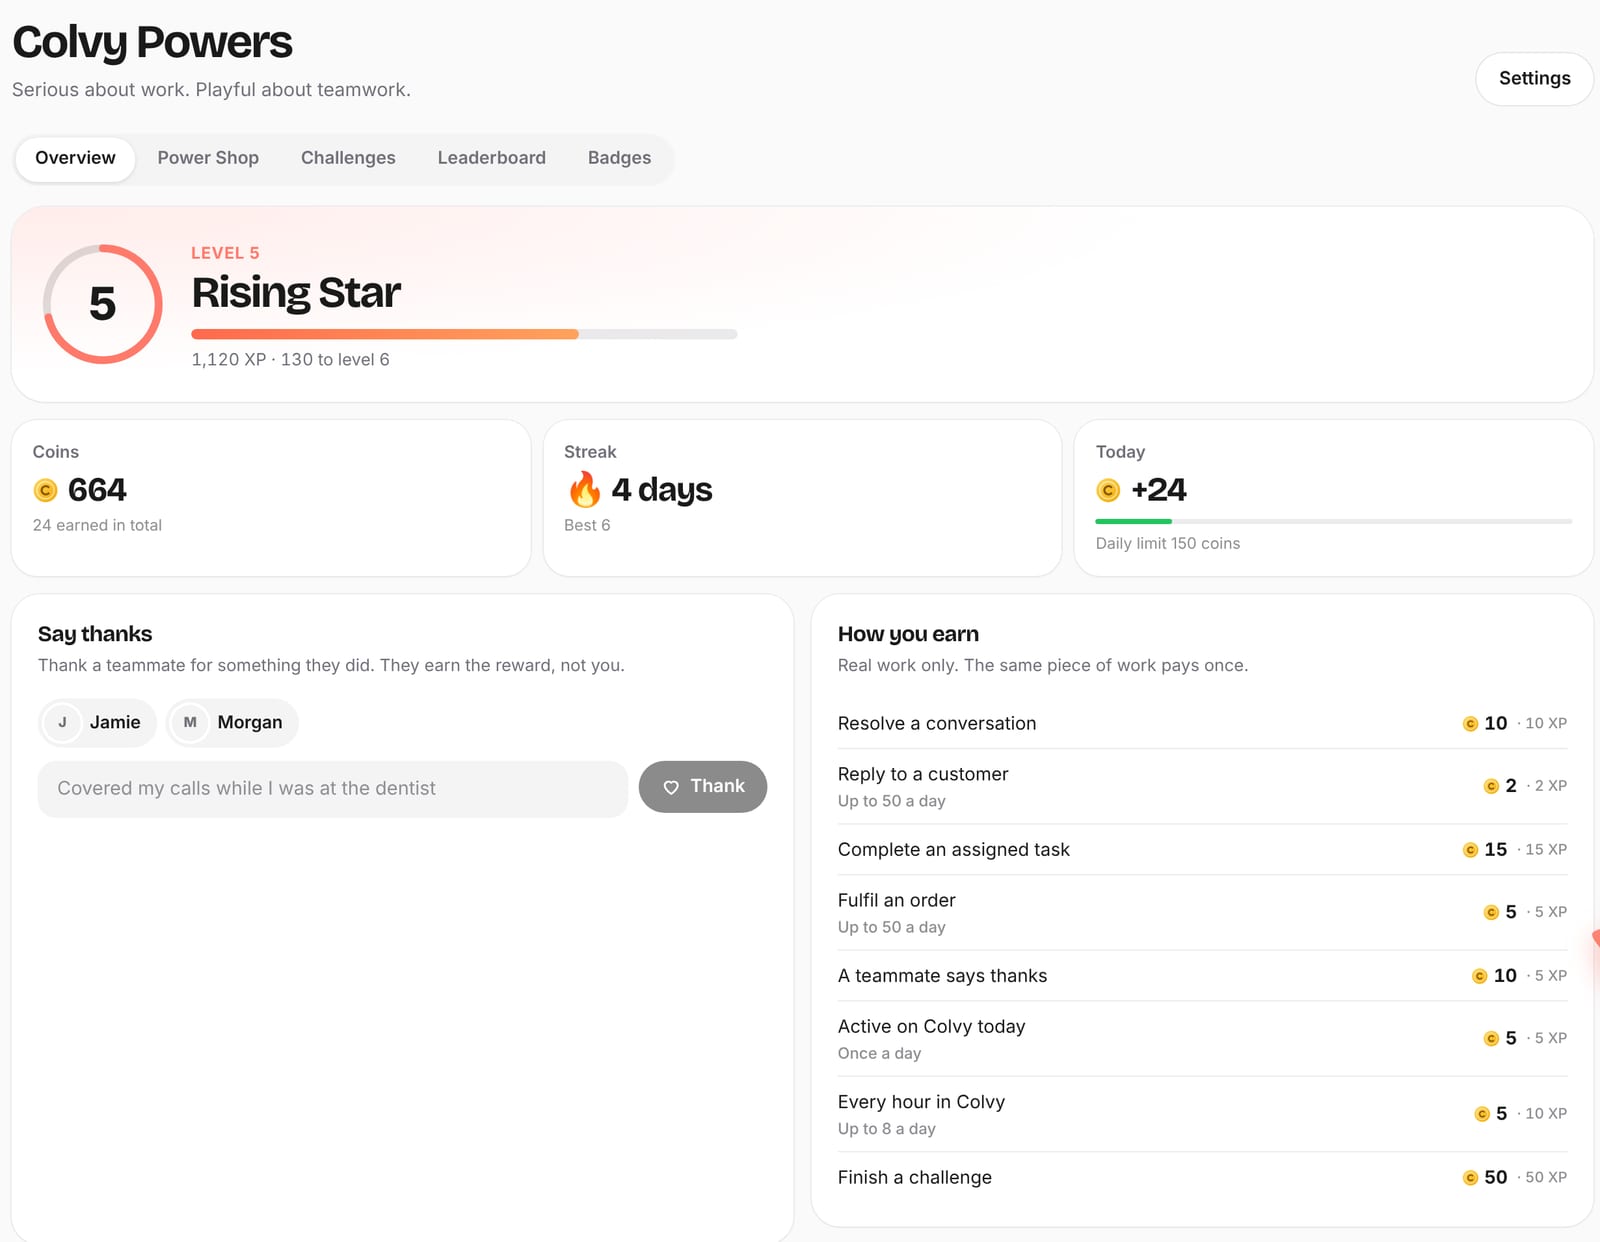 Colvy Powers
Serious about work. Playful about teamwork.
Settings
Overview
Power Shop
Challenges
Leaderboard
Badges
5
LEVEL 5
Rising Star
1,120 XP · 130 to level 6
Coins
C 664
24 earned in total
Streak
4 days
Best 6
Today
C +24
Daily limit 150 coins
Say thanks
Thank a teammate for something they did. They earn the reward, not you.
J Jamie
M Morgan
Covered my calls while I was at the dentist
Thank
How you earn
Real work only. The same piece of work pays once.
Resolve a conversation
C 10 · 10 XP
Reply to a customer
Up to 50 a day
C 2 · 2 XP
Complete an assigned task
C 15 · 15 XP
Fulfil an order
Up to 50 a day
C 5 · 5 XP
A teammate says thanks
C 10 · 5 XP
Active on Colvy today
Once a day
C 5 · 5 XP
Every hour in Colvy
Up to 8 a day
C 5 · 10 XP
Finish a challenge
C 50 · 50 XP